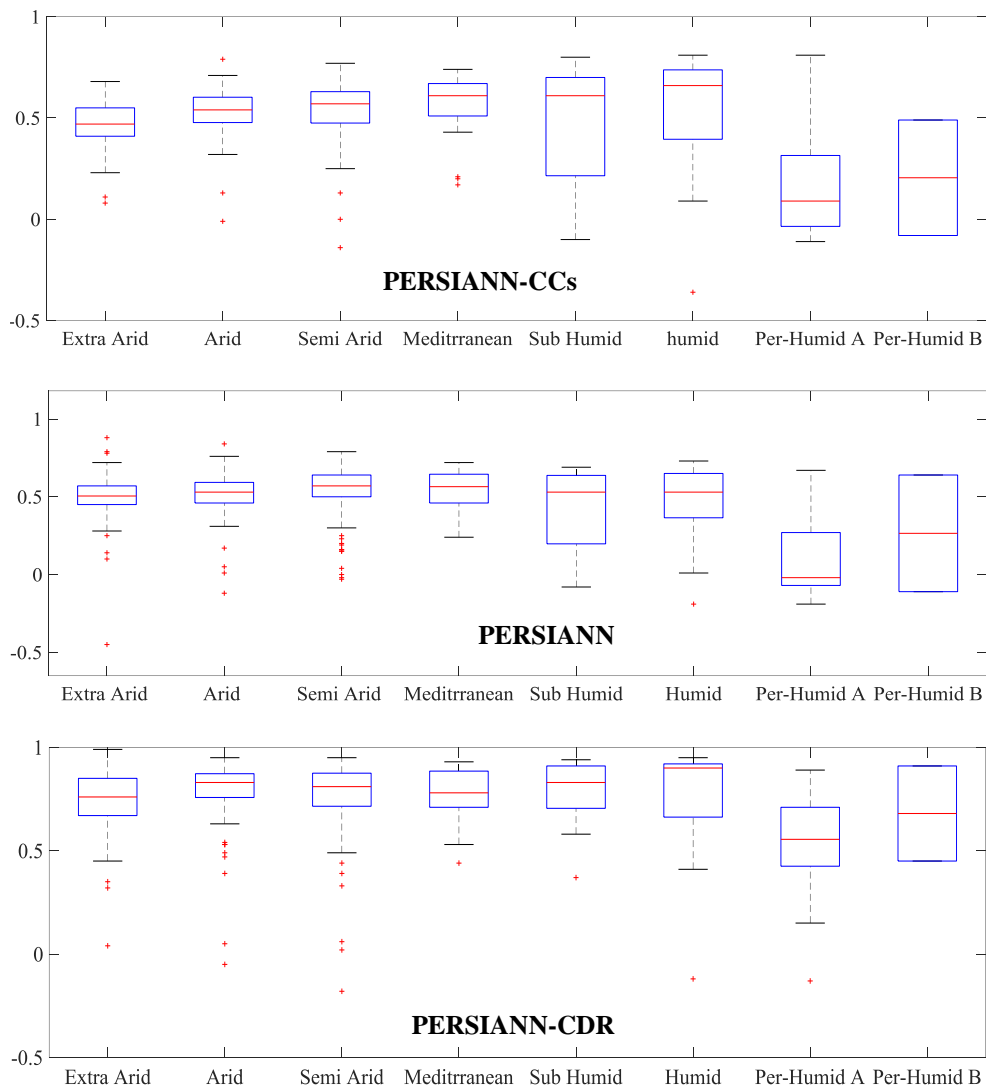 1
0.5
0
-0.5
PERSIANN-CCs
Extra Arid Arid Semi Arid Meditrranean Sub Humid humid Per-Humid A Per-Humid B
1
0.5
0
-0.5
PERSIANN
Extra Arid Arid Semi Arid Meditrranean Sub Humid Humid Per-Humid A Per-Humid B
1
0.5
0
-0.5
PERSIANN-CDR
Extra Arid Arid Semi Arid Meditrranean Sub Humid Humid Per-Humid A Per-Humid B